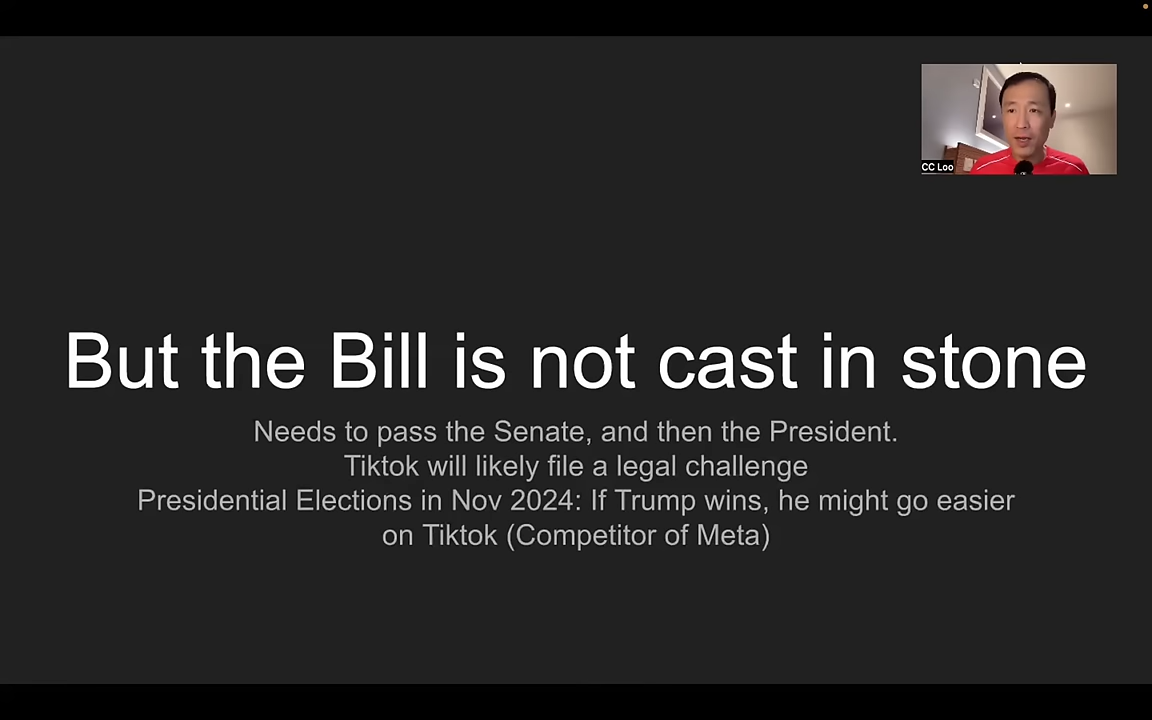 CC Loo
But the Bill is not cast in stone
Needs to pass the Senate, and then the President.
Tiktok will likely file a legal challenge
Presidential Elections in Nov 2024: If Trump wins, he might go easier
on Tiktok (Competitor of Meta)